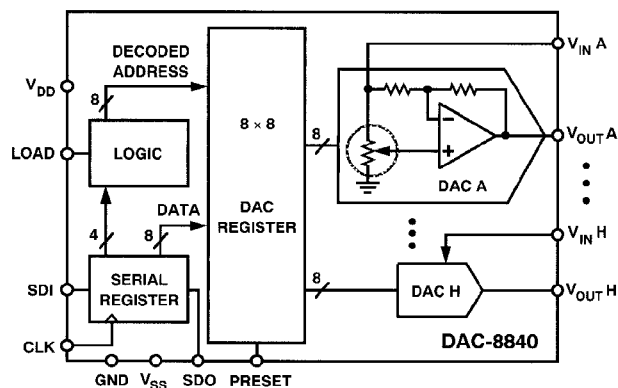 DECODED
ADDRESS
V_DD
8
LOAD
LOGIC
4
8
DATA
SDI
SERIAL
REGISTER
CLK
GND
V_SS
SDO
PRESET
8 × 8
DAC
REGISTER
8
8
V_IN A
−
+
DAC A
V_OUT A
V_IN H
DAC H
V_OUT H
DAC-8840